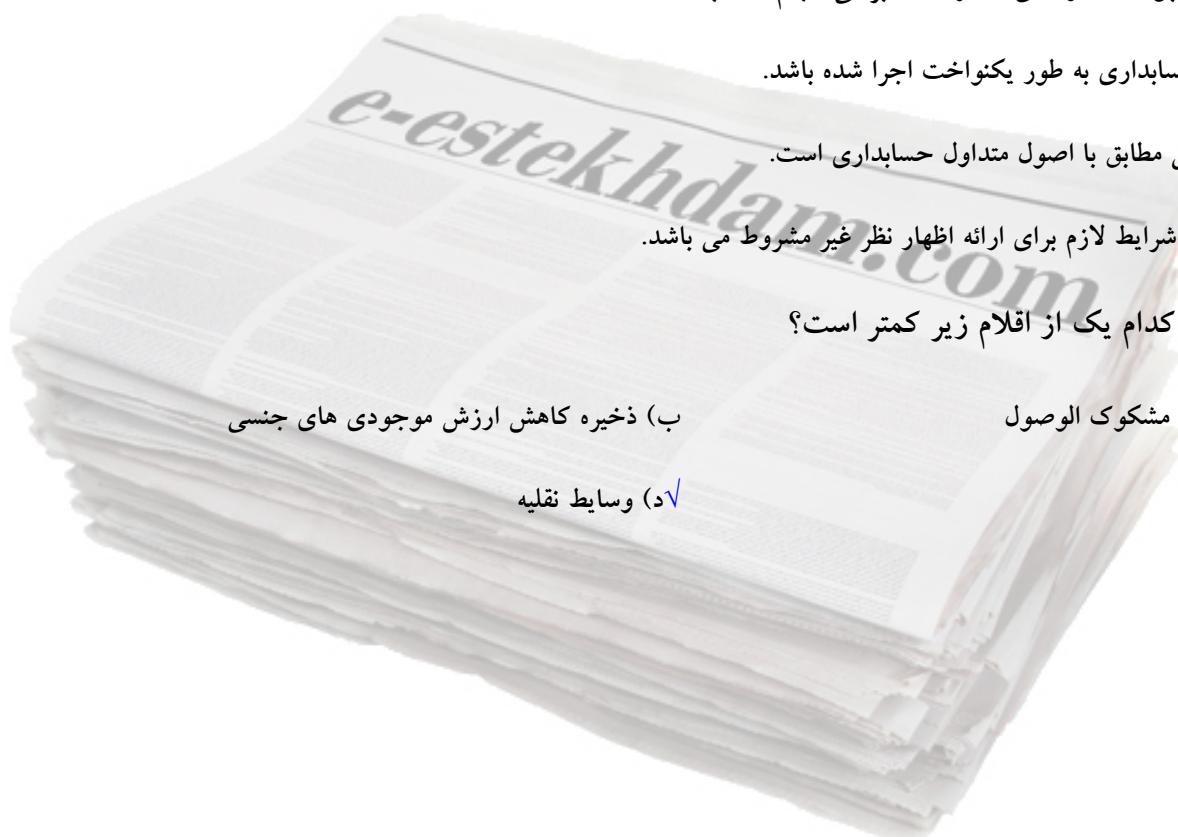 به طور یکنواخت اجرا شده باشد.
مطابق با اصول متداول حسابداری است.
شرایط لازم برای ارائه اظهار نظر غیر مشروط می باشد.
کدام یک از اقلام زیر کمتر است؟
مشکوک الوصول ب) ذخیره کاهش ارزش موجودی های جنسی
√د) وسایط نقلیه
e-estekhdam.com